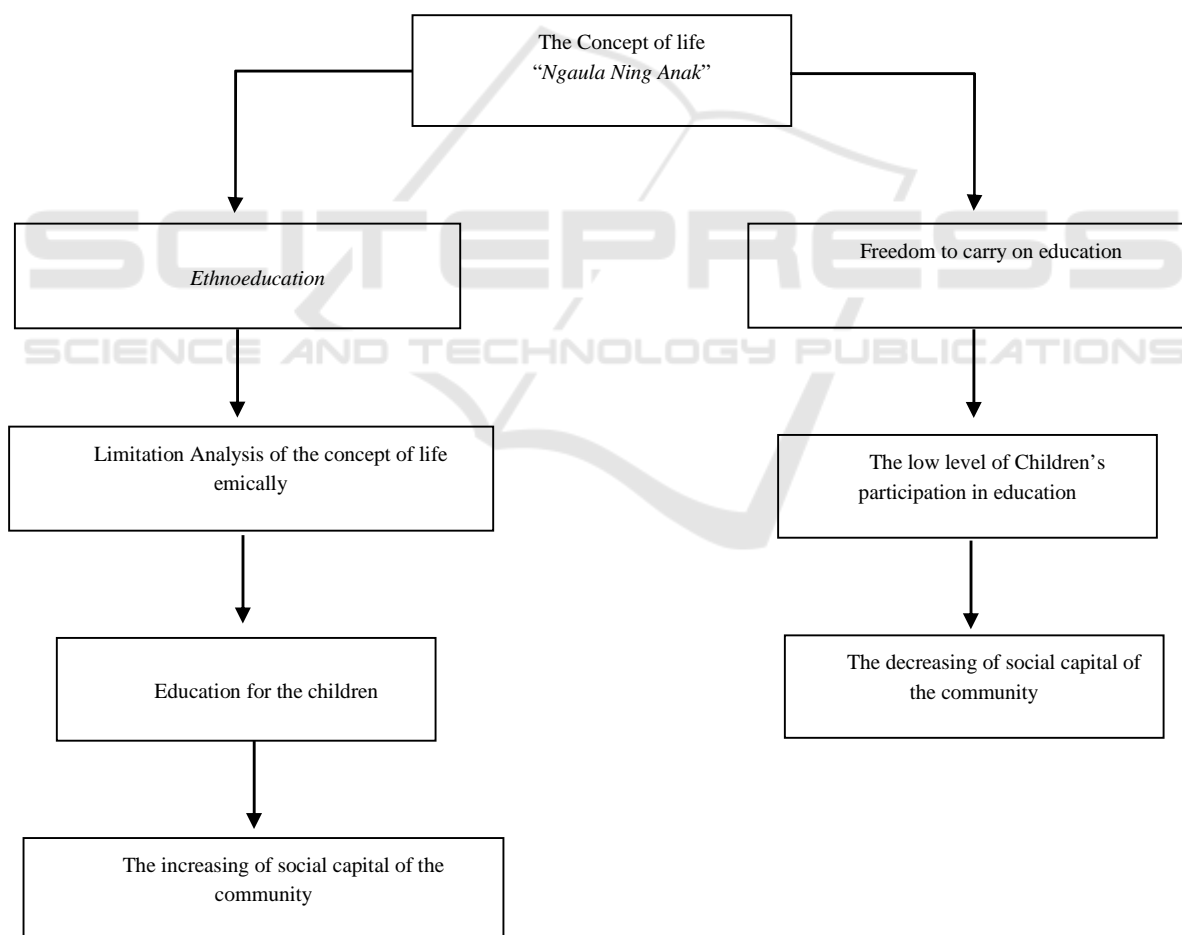 The Concept of life
“Ngaula Ning Anak”
SCITEPRESS
SCIENCE AND TECHNOLOGY PUBLICATIONS
Ethnoeducation
Freedom to carry on education
Limitation Analysis of the concept of life
emically
The low level of Children’s
participation in education
Education for the children
The decreasing of social capital of
the community
The increasing of social capital of the
community